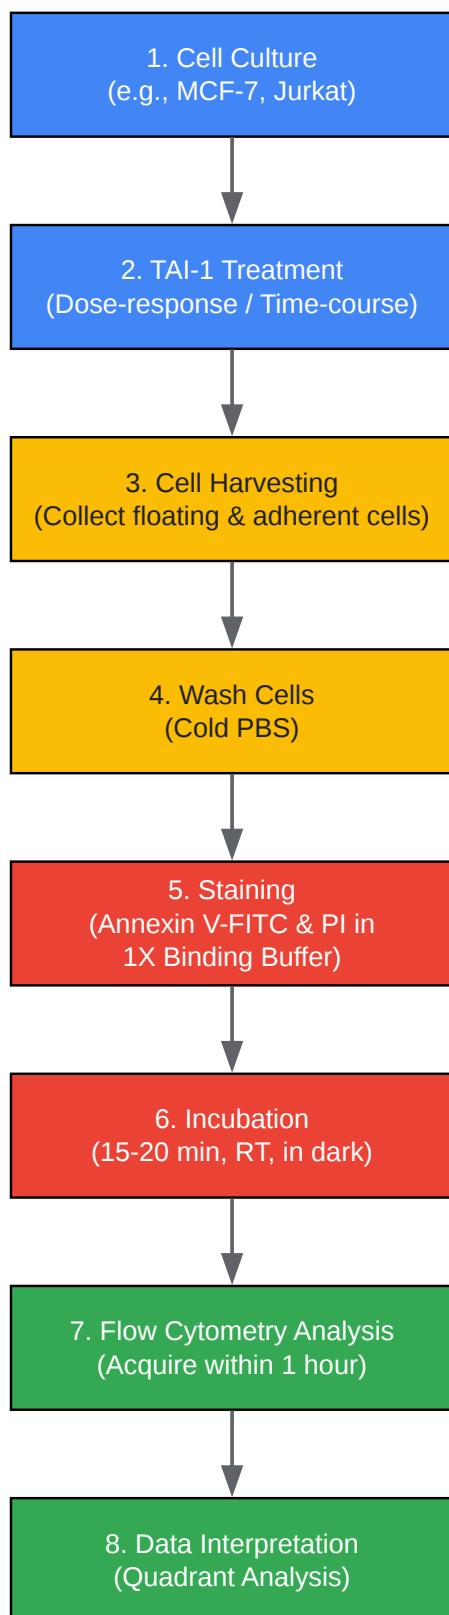 1. Cell Culture
(e.g., MCF-7, Jurkat)
2. TAI-1 Treatment
(Dose-response / Time-course)
3. Cell Harvesting
(Collect floating & adherent cells)
4. Wash Cells
(Cold PBS)
5. Staining
(Annexin V-FITC & PI in
1X Binding Buffer)
6. Incubation
(15-20 min, RT, in dark)
7. Flow Cytometry Analysis
(Acquire within 1 hour)
8. Data Interpretation
(Quadrant Analysis)